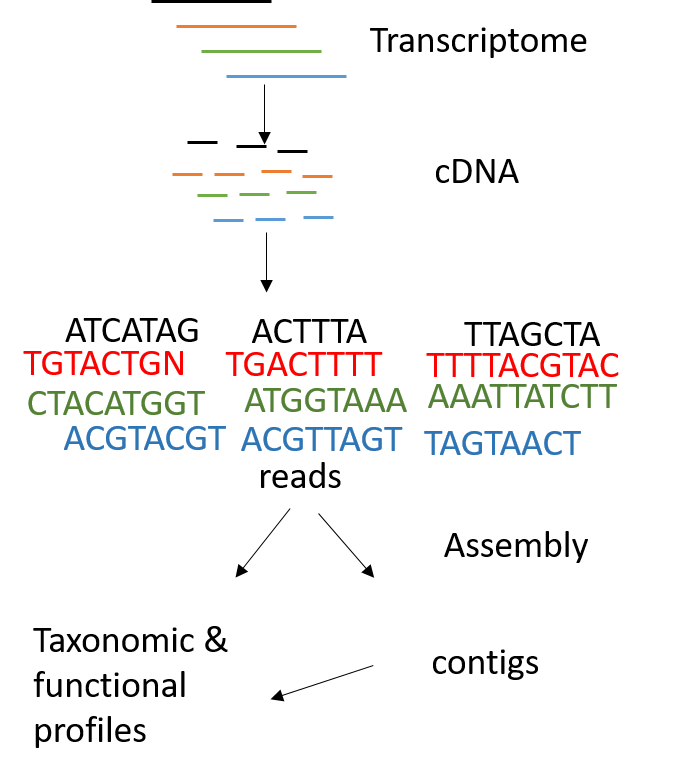 Transcriptome
cDNA
ATCATAG ACTTTA TTAGCTA
TGTACTGN TGACTTTT TTTTACGTAC
CTACATGGT ATGGTAAA AAATTATCTT
ACGTACGT ACGTTAGT TAGTAACT
reads
Assembly
Taxonomic &
functional
profiles
contigs